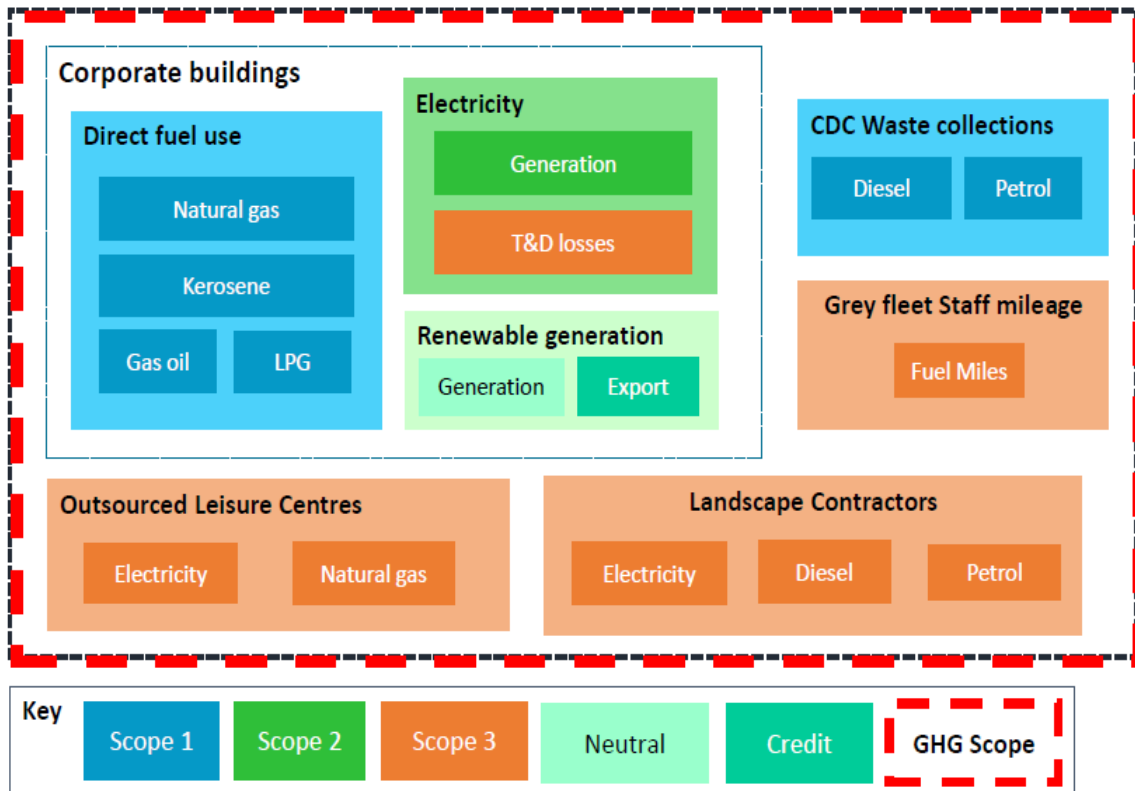 Corporate buildings
Direct fuel use
Natural gas
Kerosene
Gas oil
LPG
Electricity
Generation
T&D losses
Renewable generation
Generation
Export
CDC Waste collections
Diesel
Petrol
Grey fleet Staff mileage
Fuel Miles
Outsourced Leisure Centres
Electricity
Natural gas
Landscape Contractors
Electricity
Diesel
Petrol
Key
Scope 1
Scope 2
Scope 3
Neutral
Credit
GHG Scope